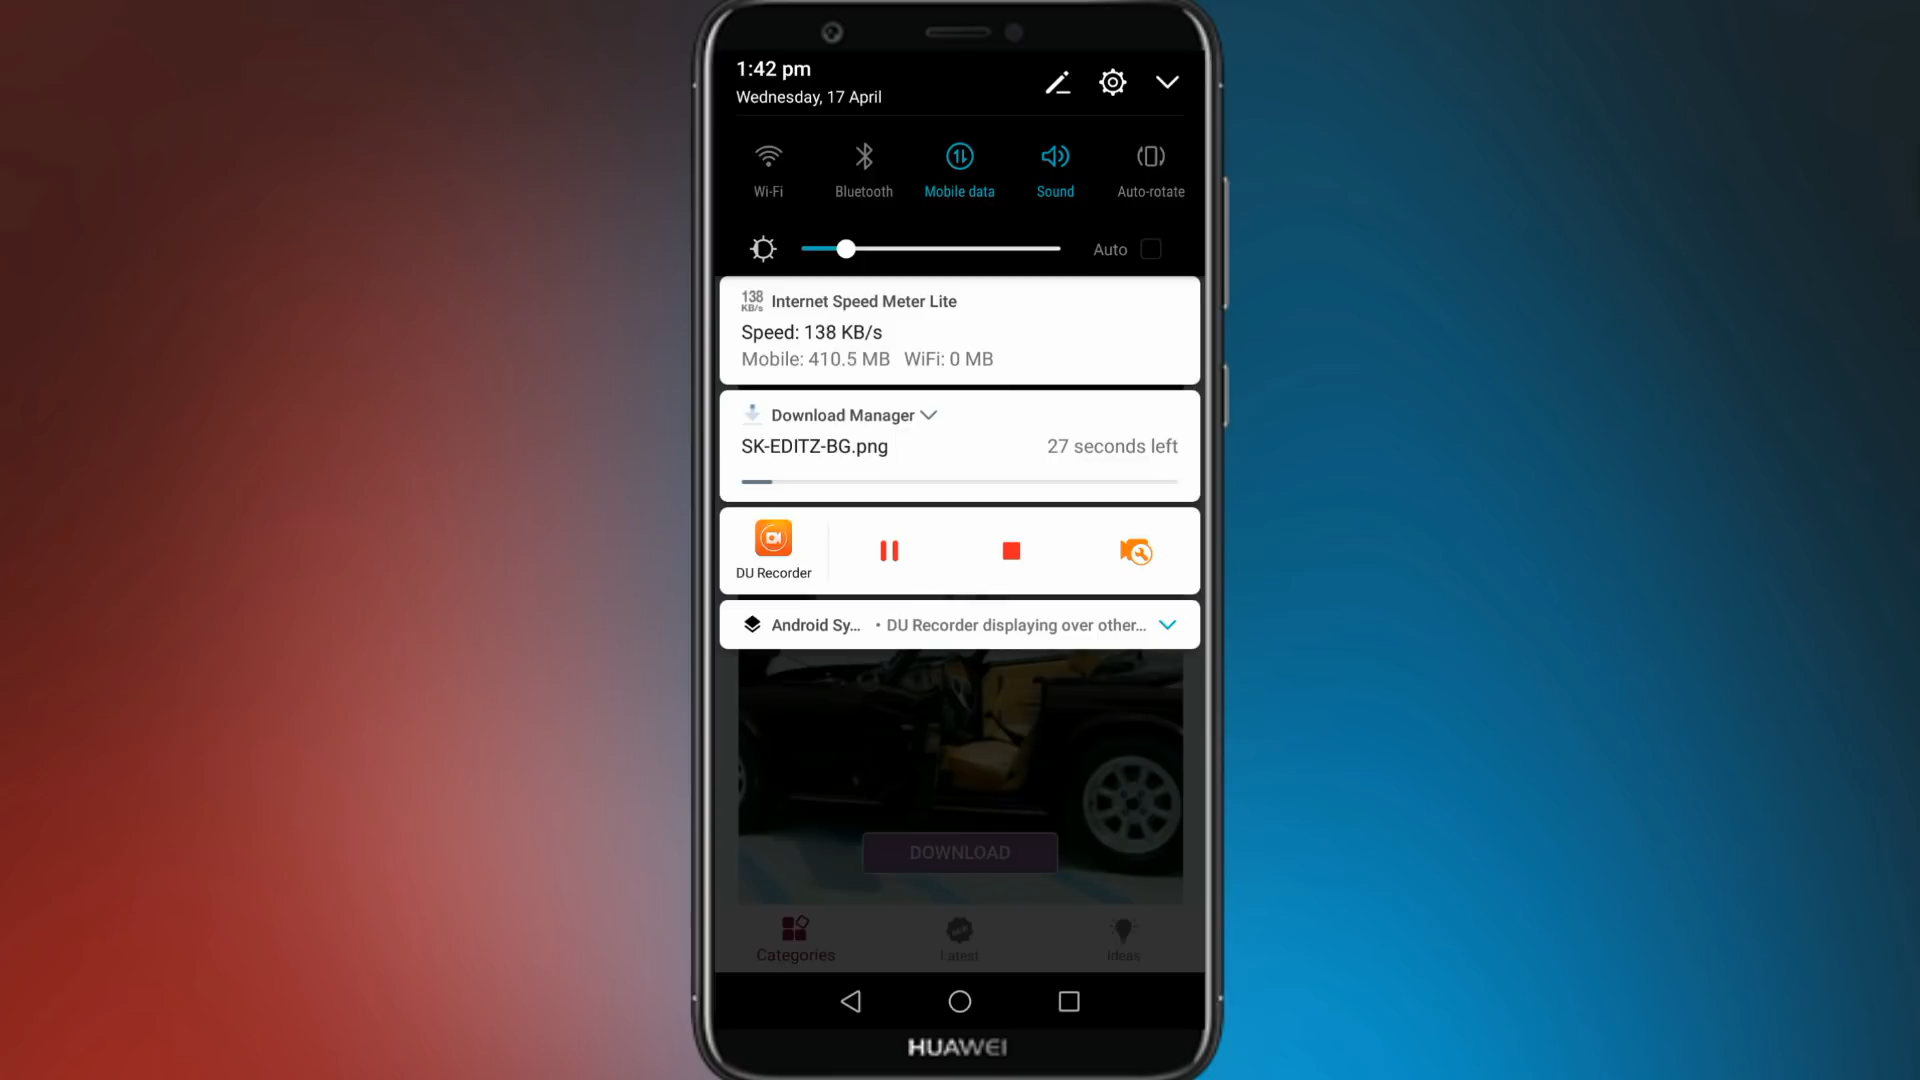 1:42 pm
Wednesday, 17 April
Wi-Fi
Bluetooth
Mobile data
Sound
Auto-rotate
Auto
138
KB/s
Internet Speed Meter Lite
Speed: 138 KB/s
Mobile: 410.5 MB WiFi: 0 MB
Download Manager
SK-EDITZ-BG.png
27 seconds left
DU Recorder
Android Sy... • DU Recorder displaying over other...
DOWNLOAD
Categories
Latest
Ideas
HUAWEI